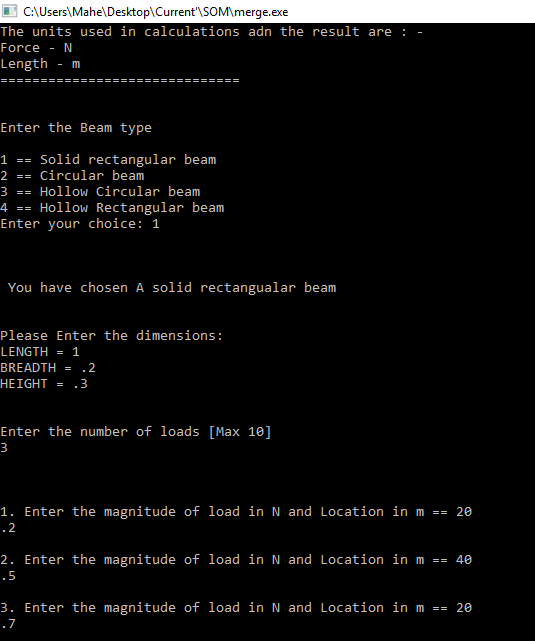 C:\Users\Mahe\Desktop\Current'\SOM\merge.exe
The units used in calculations adn the result are : -
Force - N
Length - m
==============================
Enter the Beam type
1 == Solid rectangular beam
2 == Circular beam
3 == Hollow Circular beam
4 == Hollow Rectangular beam
Enter your choice: 1
You have chosen A solid rectangualar beam
Please Enter the dimensions:
LENGTH = 1
BREADTH = .2
HEIGHT = .3
Enter the number of loads [Max 10]
3
1. Enter the magnitude of load in N and Location in m == 20
.2
2. Enter the magnitude of load in N and Location in m == 40
.5
3. Enter the magnitude of load in N and Location in m == 20
.7